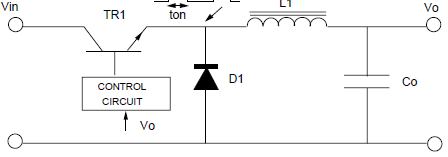 Vin
TR1
ton
L1
Vo
D1
Co
CONTROL
CIRCUIT
Vo